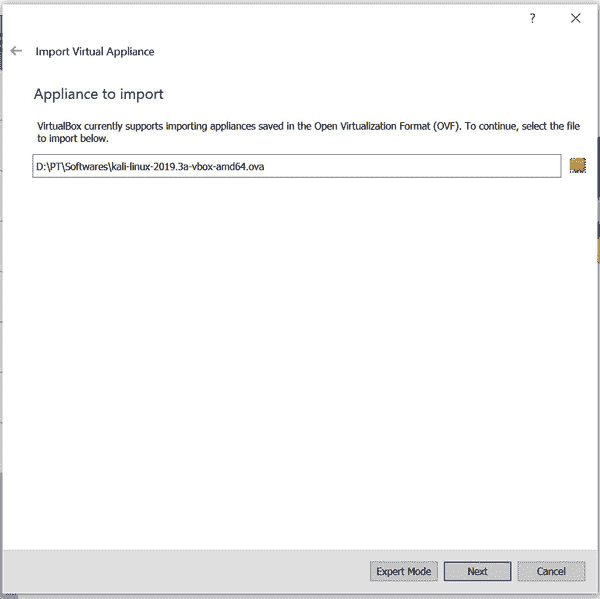 ?
Import Virtual Appliance
Appliance to import
VirtualBox currently supports importing appliances saved in the Open Virtualization Format (OVF). To continue, select the file
to import below.
D:\PT\Softwares\kali-linux-2019.3a-vbox-amd64.ova
Expert Mode
Next
Cancel